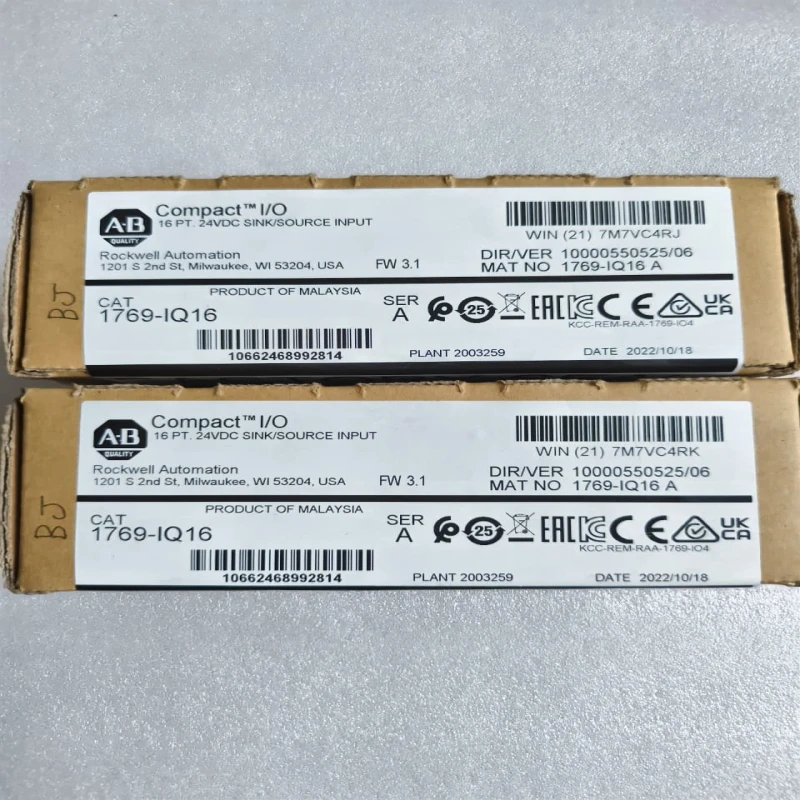 A-B
QUALITY
Compact™ I/O
16 PT. 24VDC SINK/SOURCE INPUT
Rockwell Automation
1201 S 2nd St, Milwaukee, WI 53204, USA
FW 3.1
WIN (21) 7M7VC4RJ
DIR/VER 10000550525/06
MAT NO 1769-IQ16 A
BJ
CAT
1769-IQ16
PRODUCT OF MALAYSIA
10662468992814
SER
A
25
EAC
CE
UK
CA
KCC-REM-RAA-1769-IO4
PLANT 2003259
DATE 2022/10/18
A-B
QUALITY
Compact™ I/O
16 PT. 24VDC SINK/SOURCE INPUT
Rockwell Automation
1201 S 2nd St, Milwaukee, WI 53204, USA
FW 3.1
WIN (21) 7M7VC4RK
DIR/VER 10000550525/06
MAT NO 1769-IQ16 A
BJ
CAT
1769-IQ16
PRODUCT OF MALAYSIA
10662468992814
SER
A
25
EAC
CE
UK
CA
KCC-REM-RAA-1769-IO4
PLANT 2003259
DATE 2022/10/18